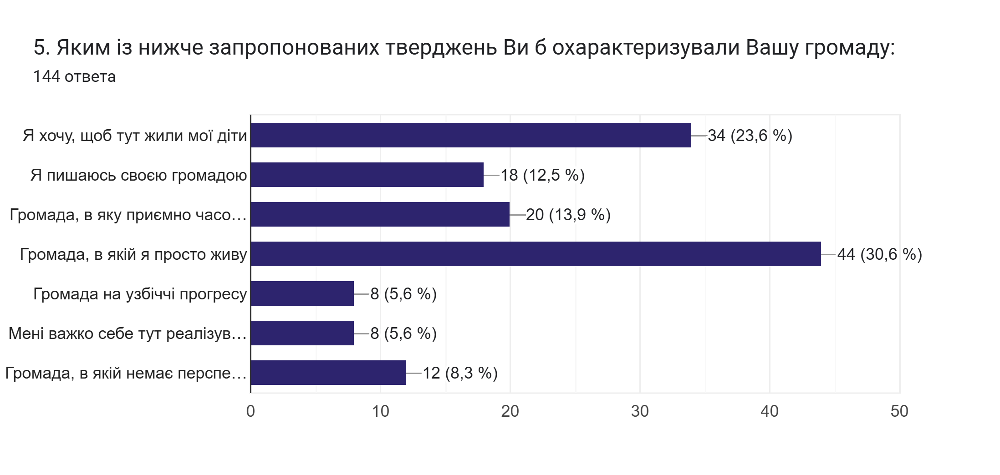 5. Яким із нижче запропонованих тверджень Ви б охарактеризували Вашу громаду:
144 ответа
Я хочу, щоб тут жили мої діти 34 (23,6 %)
Я пишаюсь своєю громадою 18 (12,5 %)
Громада, в яку приємно часо… 20 (13,9 %)
Громада, в якій я просто живу 44 (30,6 %)
Громада на узбіччі прогресу 8 (5,6 %)
Мені важко себе тут реалізув… 8 (5,6 %)
Громада, в якій немає перспе… 12 (8,3 %)
0 10 20 30 40 50